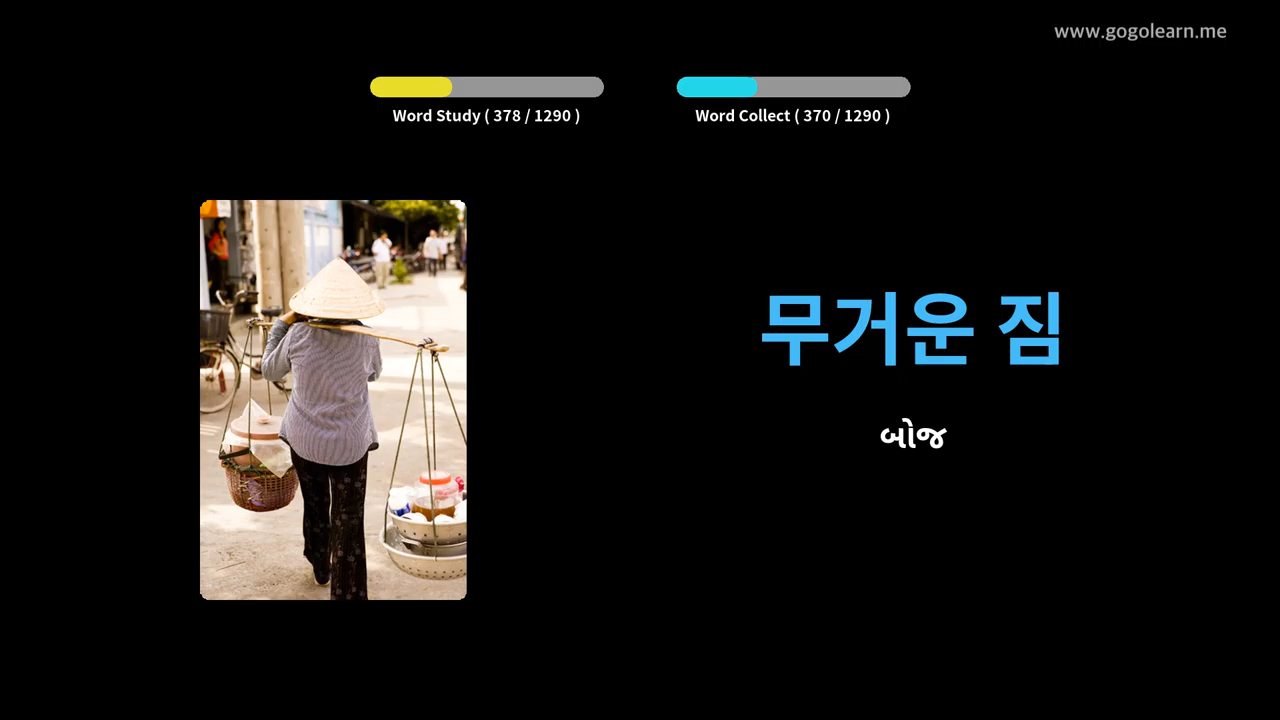 www.gogolearn.me
Word Study ( 378 / 1290 )
Word Collect ( 370 / 1290 )
무거운 짐
બોજ